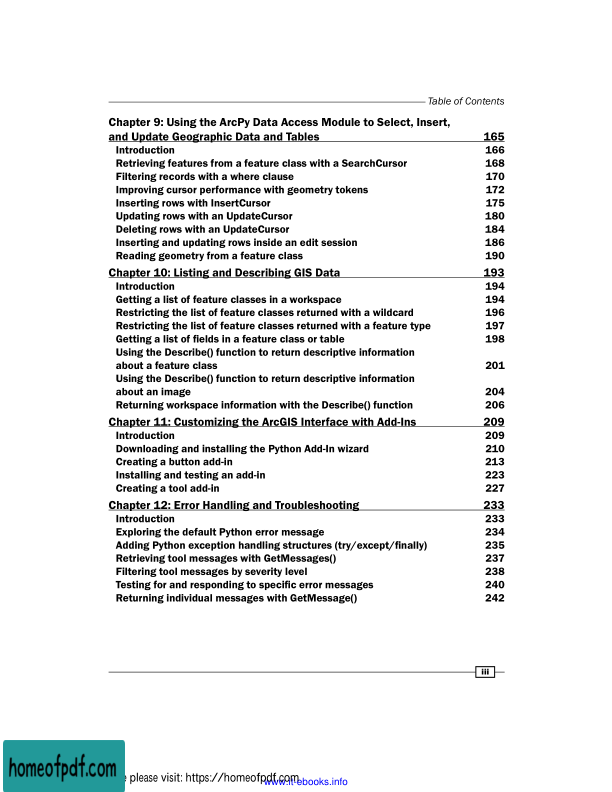 Table of Contents
Chapter 9: Using the ArcPy Data Access Module to Select, Insert,
and Update Geographic Data and Tables 165
Introduction 166
Retrieving features from a feature class with a SearchCursor 168
Filtering records with a where clause 170
Improving cursor performance with geometry tokens 172
Inserting rows with InsertCursor 175
Updating rows with an UpdateCursor 180
Deleting rows with an UpdateCursor 184
Inserting and updating rows inside an edit session 186
Reading geometry from a feature class 190
Chapter 10: Listing and Describing GIS Data 193
Introduction 194
Getting a list of feature classes in a workspace 194
Restricting the list of feature classes returned with a wildcard 196
Restricting the list of feature classes returned with a feature type 197
Getting a list of fields in a feature class or table 198
Using the Describe() function to return descriptive information
about a feature class 201
Using the Describe() function to return descriptive information
about an image 204
Returning workspace information with the Describe() function 206
Chapter 11: Customizing the ArcGIS Interface with Add-Ins 209
Introduction 209
Downloading and installing the Python Add-In wizard 210
Creating a button add-in 213
Installing and testing an add-in 223
Creating a tool add-in 227
Chapter 12: Error Handling and Troubleshooting 233
Introduction 233
Exploring the default Python error message 234
Adding Python exception handling structures (try/except/finally) 235
Retrieving tool messages with GetMessages() 237
Filtering tool messages by severity level 238
Testing for and responding to specific error messages 240
Returning individual messages with GetMessage() 242
iii
homeofpdf.com
please visit: https://homeofpdf.com
www.it-ebooks.info